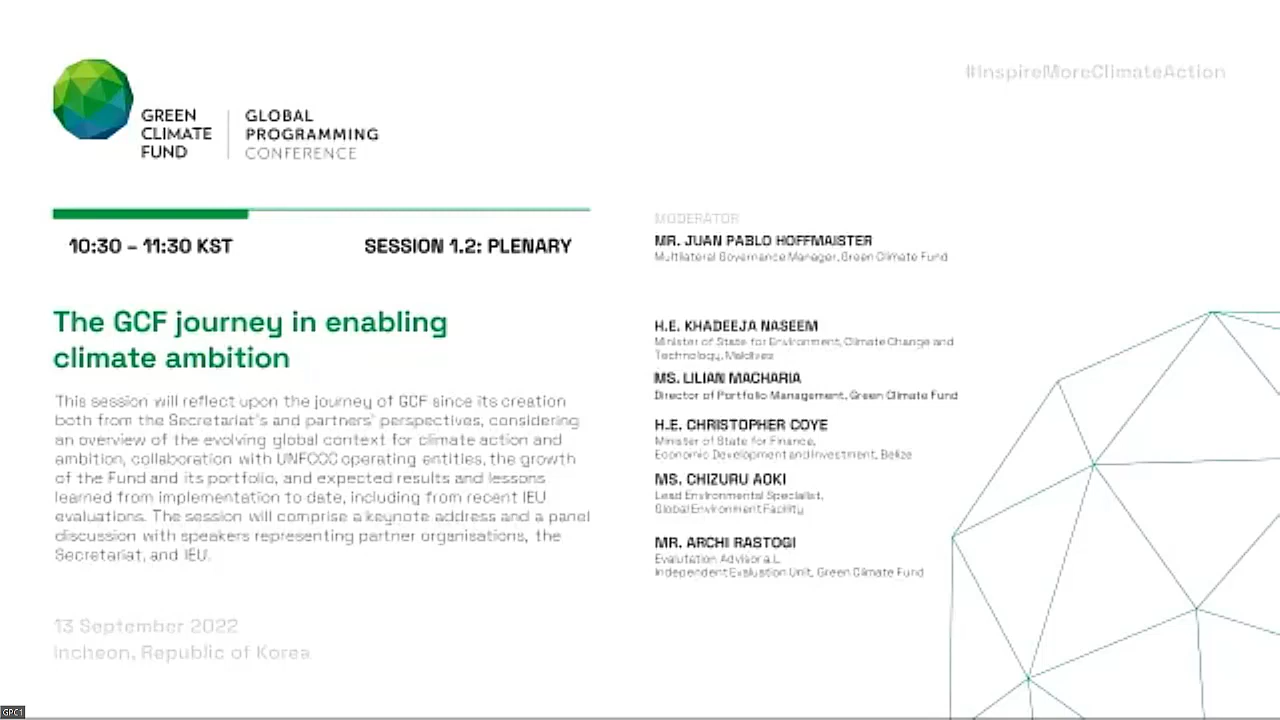 #InspireMoreClimateAction
GREEN
CLIMATE
FUND
GLOBAL
PROGRAMMING
CONFERENCE
10:30 – 11:30 KST
SESSION 1.2: PLENARY
The GCF journey in enabling
climate ambition
This session will reflect upon the journey of GCF since its creation
both from the Secretariat's and partners' perspectives, considering
an overview of the evolving global context for climate action and
ambition, collaboration with UNFCCC operating entities, the growth
of the Fund and its portfolio, and expected results and lessons
learned from implementation to date, including from recent IEU
evaluations. The session will comprise a keynote address and a panel
discussion with speakers representing partner organisations, the
Secretariat, and IEU.
13 September 2022
Incheon, Republic of Korea
MODERATOR
MR. JUAN PABLO HOFFMAISTER
Multilateral Governance Manager, Green Climate Fund
H.E. KHADEEJA NASEEM
Minister of State for Environment, Climate Change and
Technology, Maldives
MS. LILIAN MACHARIA
Director of Portfolio Management, Green Climate Fund
H.E. CHRISTOPHER COYE
Minister of State for Finance,
Economic Development and Investment, Belize
MS. CHIZURU AOKI
Lead Environmental Specialist,
Global Environment Facility
MR. ARCHI RASTOGI
Independent Evaluation Unit, Green Climate Fund
GPC1